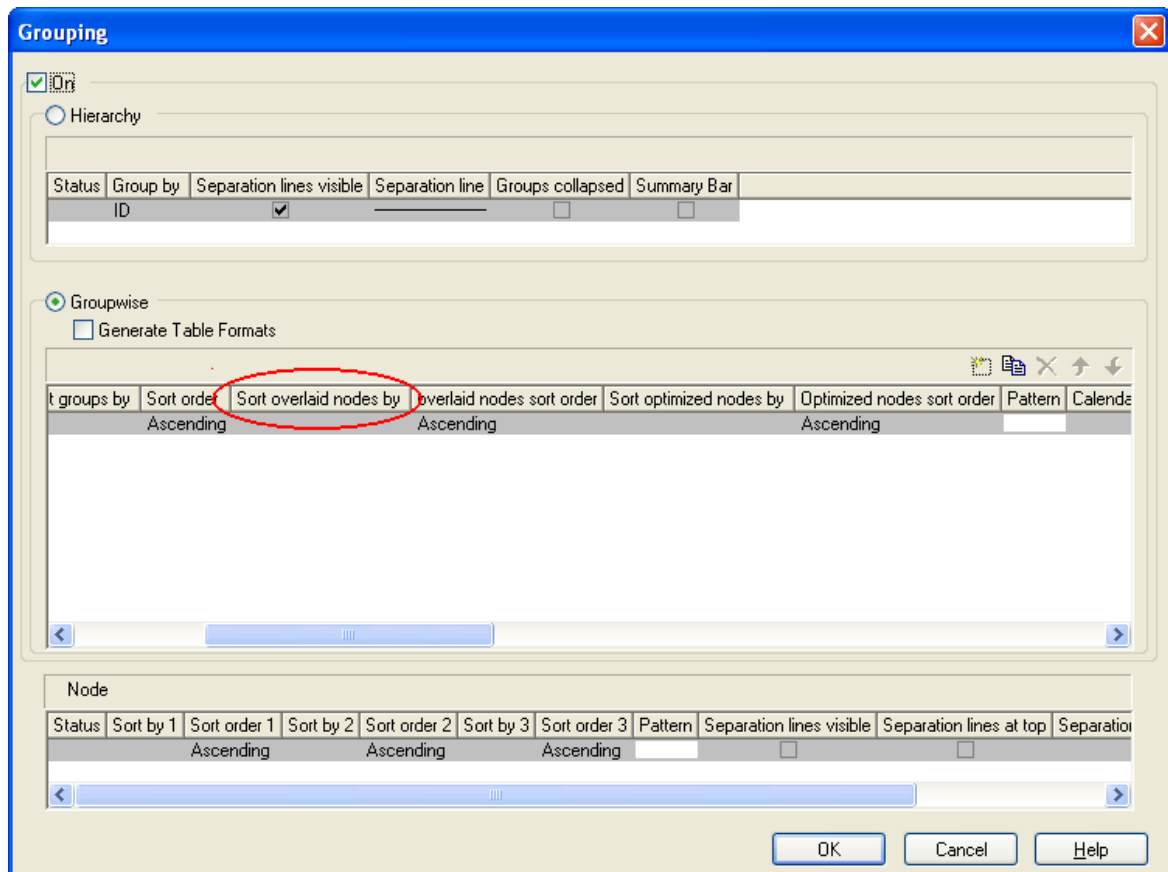 Grouping
On
Hierarchy
Status Group by Separation lines visible Separation line Groups collapsed Summary Bar
ID
Groupwise
Generate Table Formats
t groups by Sort order Sort overlaid nodes by overlaid nodes sort order Sort optimized nodes by Optimized nodes sort order Pattern Calenda
Ascending Ascending Ascending
Node
Status Sort by 1 Sort order 1 Sort by 2 Sort order 2 Sort by 3 Sort order 3 Pattern Separation lines visible Separation lines at top Separation
Ascending Ascending Ascending
OK Cancel Help